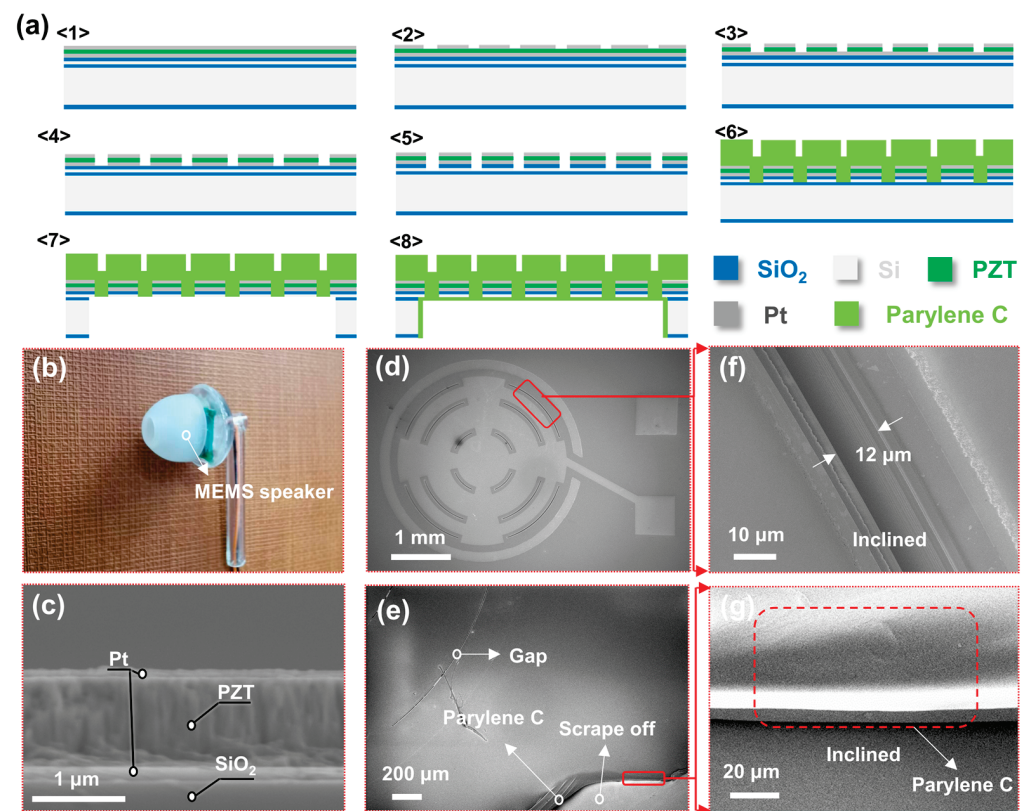 (a)
<1>
<2>
<3>
<4>
<5>
<6>
<7>
<8>
SiO₂
Si
PZT
Pt
Parylene C
(b)
MEMS speaker
(d)
1 mm
(f)
12 µm
Inclined
10 µm
(c)
Pt
PZT
SiO₂
1 µm
(e)
Gap
Parylene C
Scrape off
200 µm
(g)
Inclined
Parylene C
20 µm